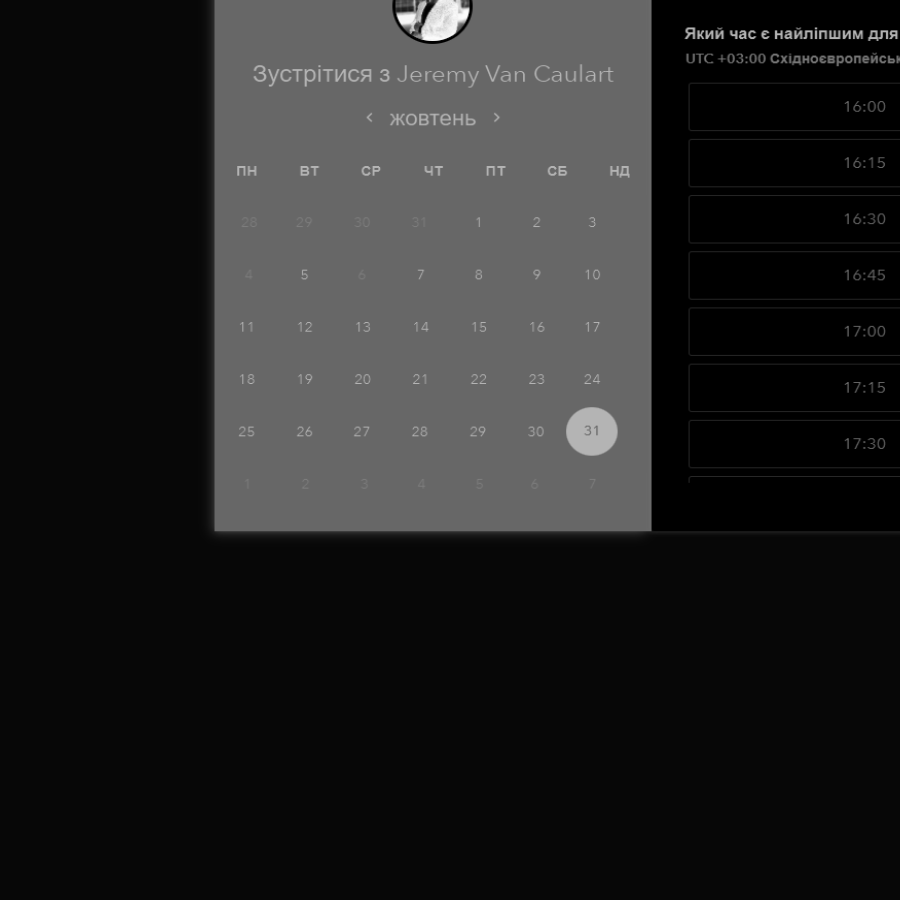 Зустрітися з Jeremy Van Caulart
жовтень
ПН ВТ СР ЧТ ПТ СБ НД
28 29 30 31 1 2 3
4 5 6 7 8 9 10
11 12 13 14 15 16 17
18 19 20 21 22 23 24
25 26 27 28 29 30 31
1 2 3 4 5 6 7
Який час є найліпшим для
UTC +03:00
16:00
16:15
16:30
16:45
17:00
17:15
17:30